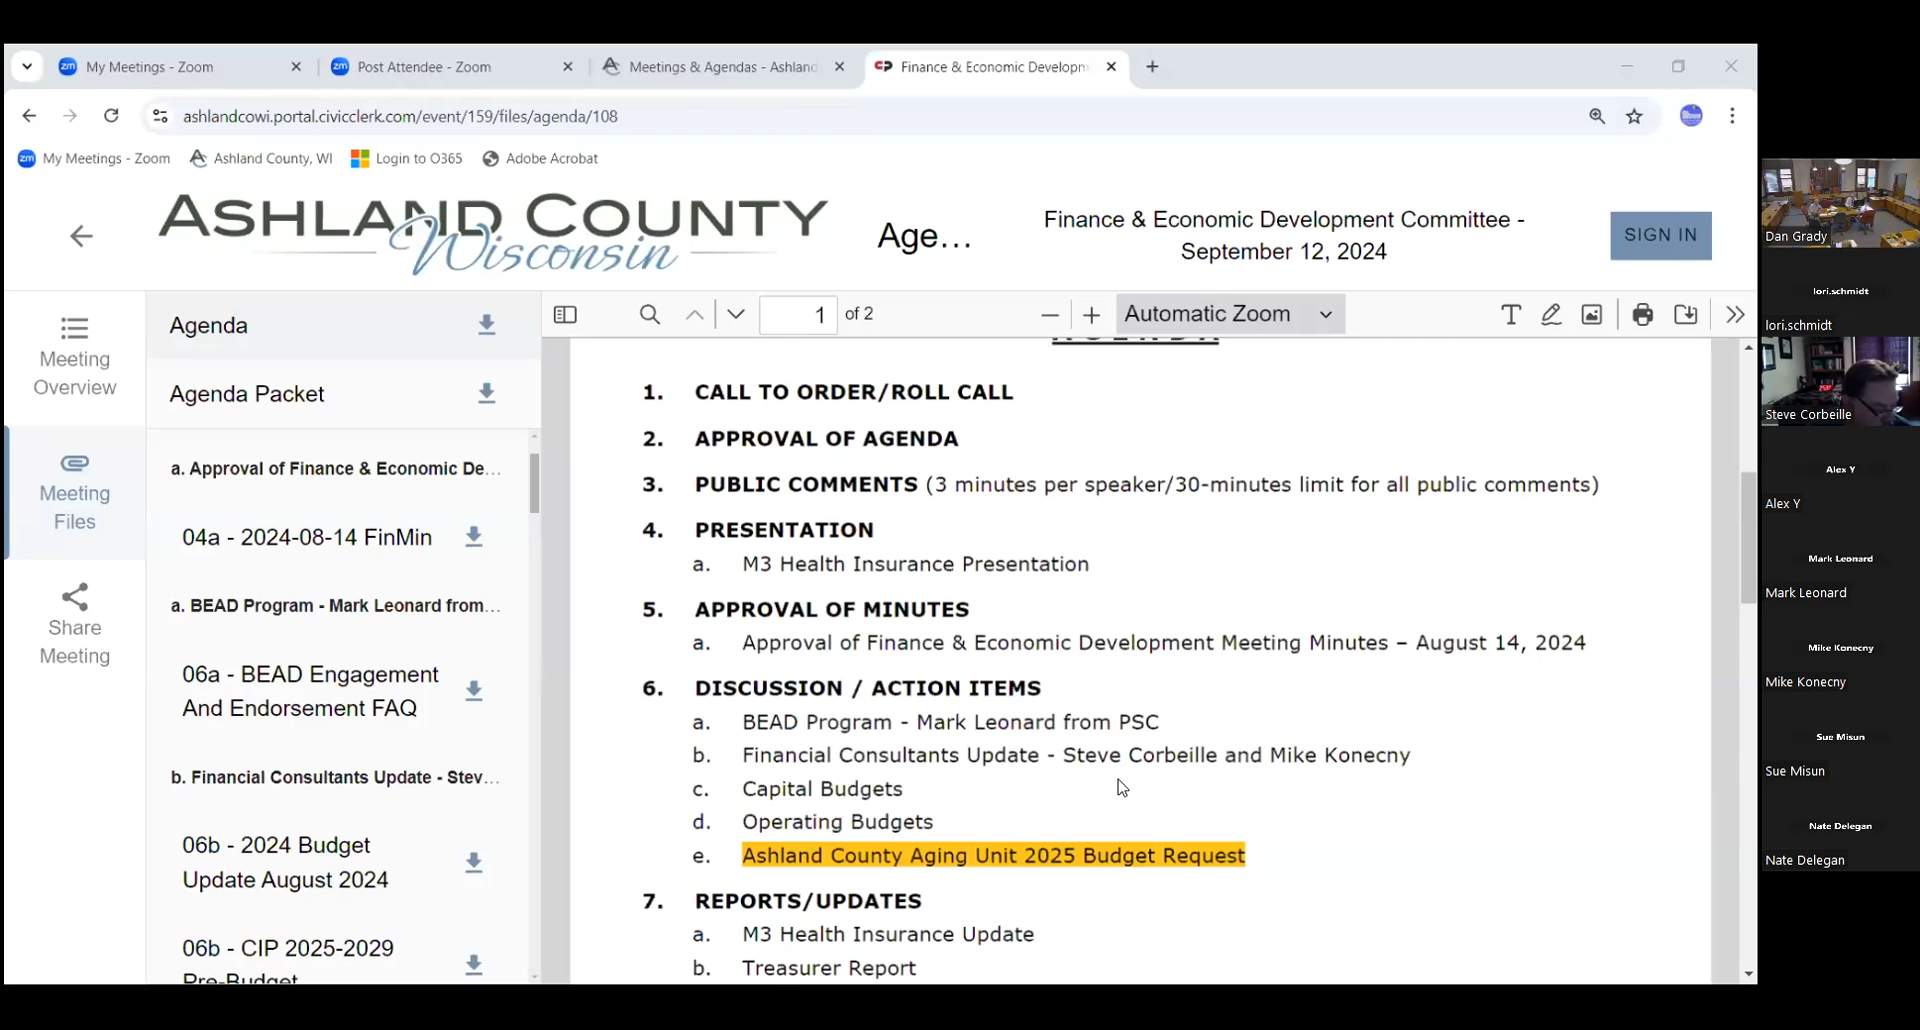 My Meetings - Zoom
Post Attendee - Zoom
Meetings & Agendas - Ashland
Finance & Economic Developm
ashlandcowi.portal.civicclerk.com/event/159/files/agenda/108
My Meetings - Zoom
Ashland County, WI
Login to O365
Adobe Acrobat
ASHLAND COUNTY
Wisconsin
Age...
Finance & Economic Development Committee -
September 12, 2024
SIGN IN
Meeting
Overview
Meeting
Files
Share
Meeting
Agenda
Agenda Packet
a. Approval of Finance & Economic De...
04a - 2024-08-14 FinMin
a. BEAD Program - Mark Leonard from...
06a - BEAD Engagement
And Endorsement FAQ
b. Financial Consultants Update - Stev...
06b - 2024 Budget
Update August 2024
06b - CIP 2025-2029
Pre-Budget
1 of 2
Automatic Zoom
AGENDA
1. CALL TO ORDER/ROLL CALL
2. APPROVAL OF AGENDA
3. PUBLIC COMMENTS (3 minutes per speaker/30-minutes limit for all public comments)
4. PRESENTATION
a. M3 Health Insurance Presentation
5. APPROVAL OF MINUTES
a. Approval of Finance & Economic Development Meeting Minutes – August 14, 2024
6. DISCUSSION / ACTION ITEMS
a. BEAD Program - Mark Leonard from PSC
b. Financial Consultants Update - Steve Corbeille and Mike Konecny
c. Capital Budgets
d. Operating Budgets
e. Ashland County Aging Unit 2025 Budget Request
7. REPORTS/UPDATES
a. M3 Health Insurance Update
b. Treasurer Report
Dan Grady
lori.schmidt
lori.schmidt
Steve Corbeille
Alex Y
Alex Y
Mark Leonard
Mark Leonard
Mike Konecny
Mike Konecny
Sue Misun
Sue Misun
Nate Delegan
Nate Delegan